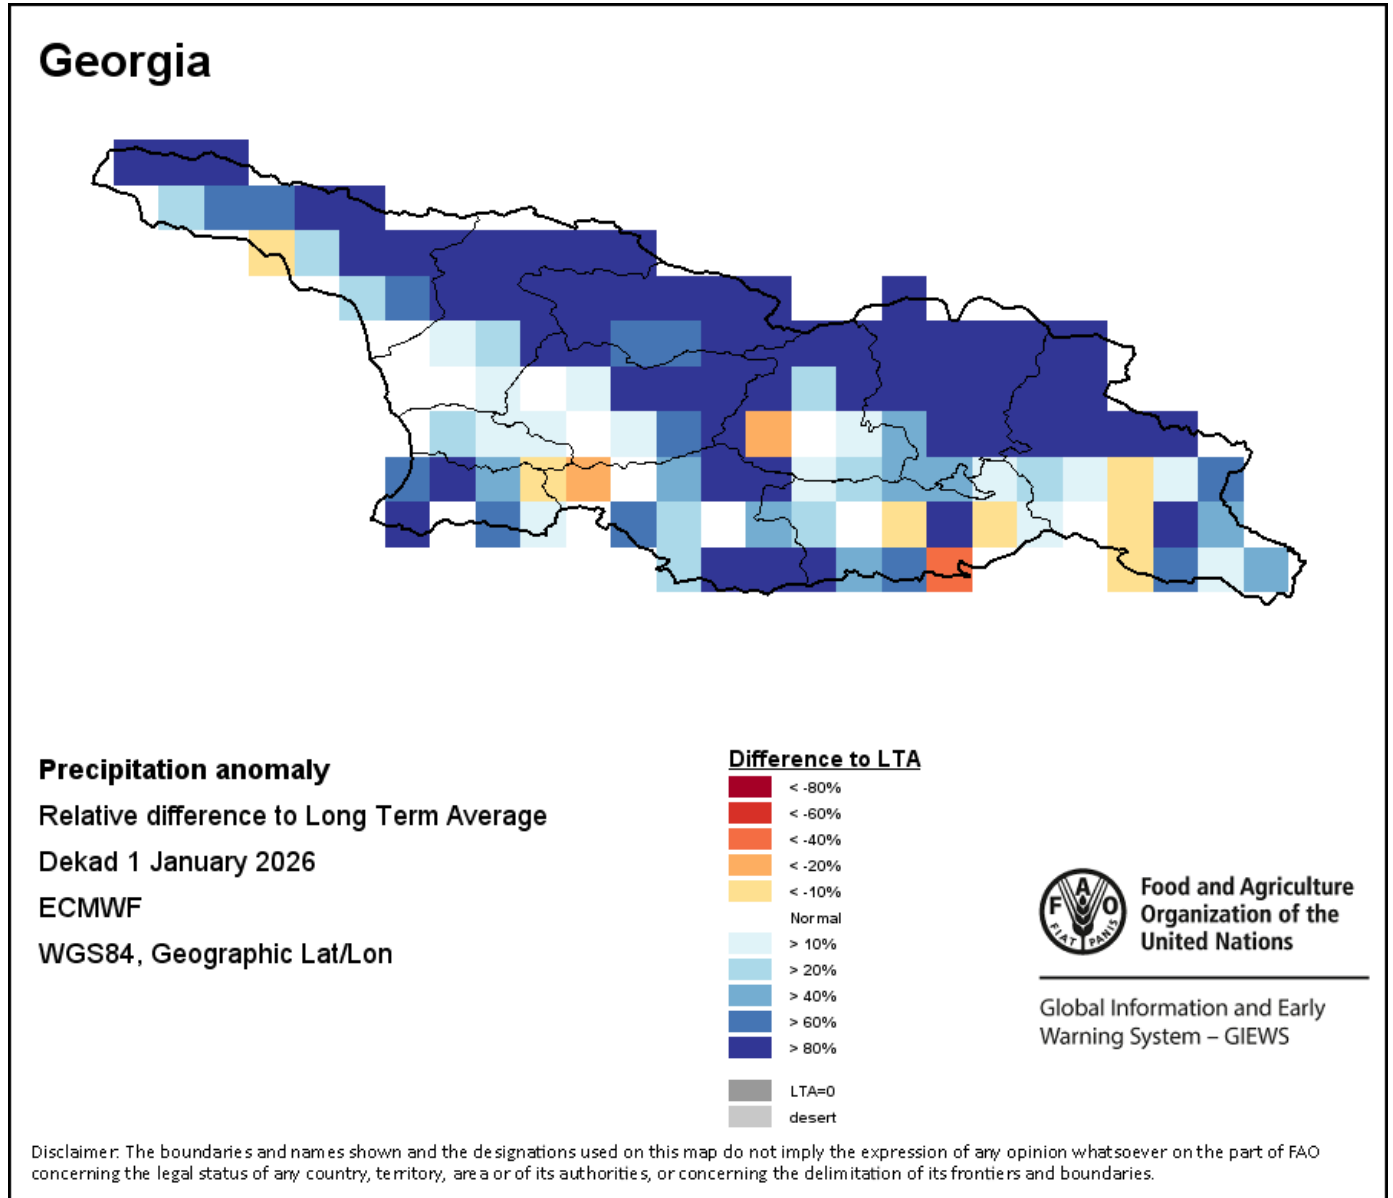 Georgia
Precipitation anomaly
Relative difference to Long Term Average
Dekad 1 January 2026
ECMWF
WGS84, Geographic Lat/Lon
Difference to LTA
< -80%
< -60%
< -40%
< -20%
< -10%
Normal
> 10%
> 20%
> 40%
> 60%
> 80%
LTA=0
desert
F A O
FIAT PANIS
Food and Agriculture
Organization of the
United Nations
Global Information and Early
Warning System – GIEWS
Disclaimer: The boundaries and names shown and the designations used on this map do not imply the expression of any opinion whatsoever on the part of FAO
concerning the legal status of any country, territory, area or of its authorities, or concerning the delimitation of its frontiers and boundaries.